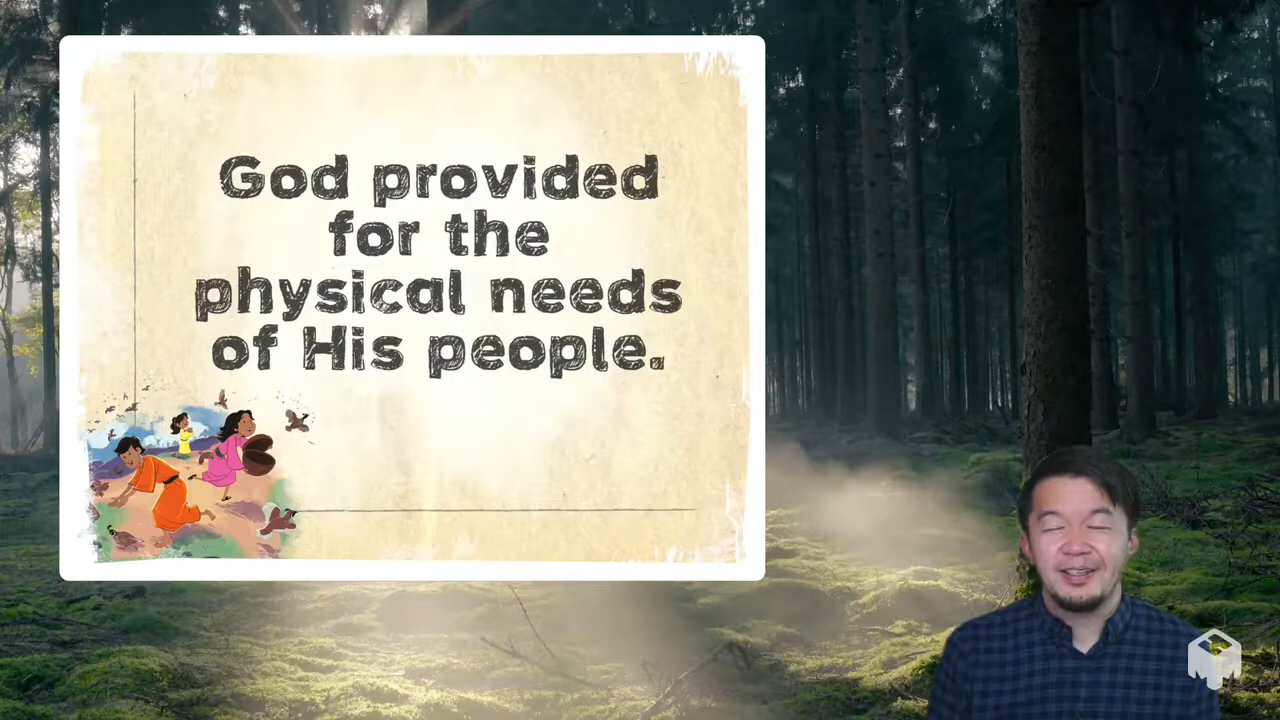 God provided
for the
physical needs
of His people.